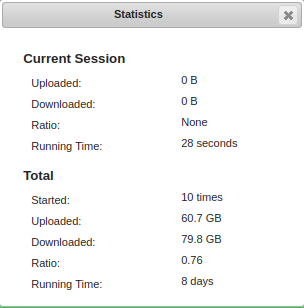 Statistics
Current Session
Uploaded: 0 B
Downloaded: 0 B
Ratio: None
Running Time: 28 seconds
Total
Started: 10 times
Uploaded: 60.7 GB
Downloaded: 79.8 GB
Ratio: 0.76
Running Time: 8 days